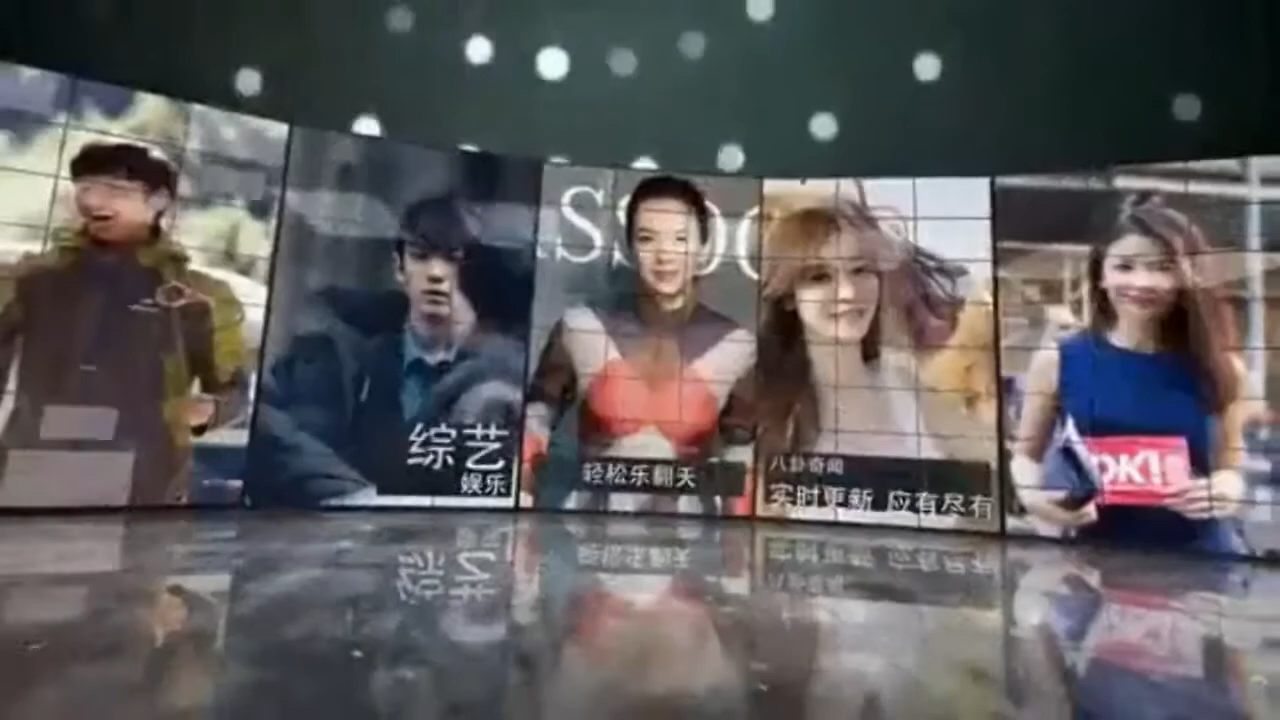 综艺
娱乐
轻松乐翻天
八卦奇闻
实时更新 应有尽有
OK!